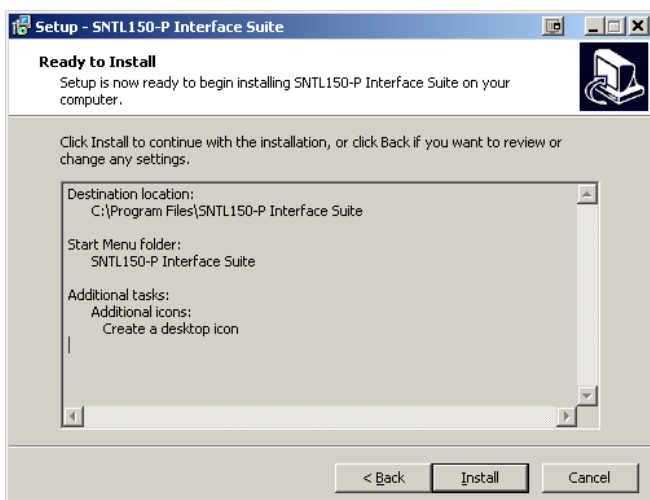 Setup - SNTL150-P Interface Suite
Ready to Install
Setup is now ready to begin installing SNTL150-P Interface Suite on your
computer.
Click Install to continue with the installation, or click Back if you want to review or
change any settings.
Destination location:
C:\Program Files\SNTL150-P Interface Suite
Start Menu folder:
SNTL150-P Interface Suite
Additional tasks:
Additional icons:
Create a desktop icon
< Back
Install
Cancel